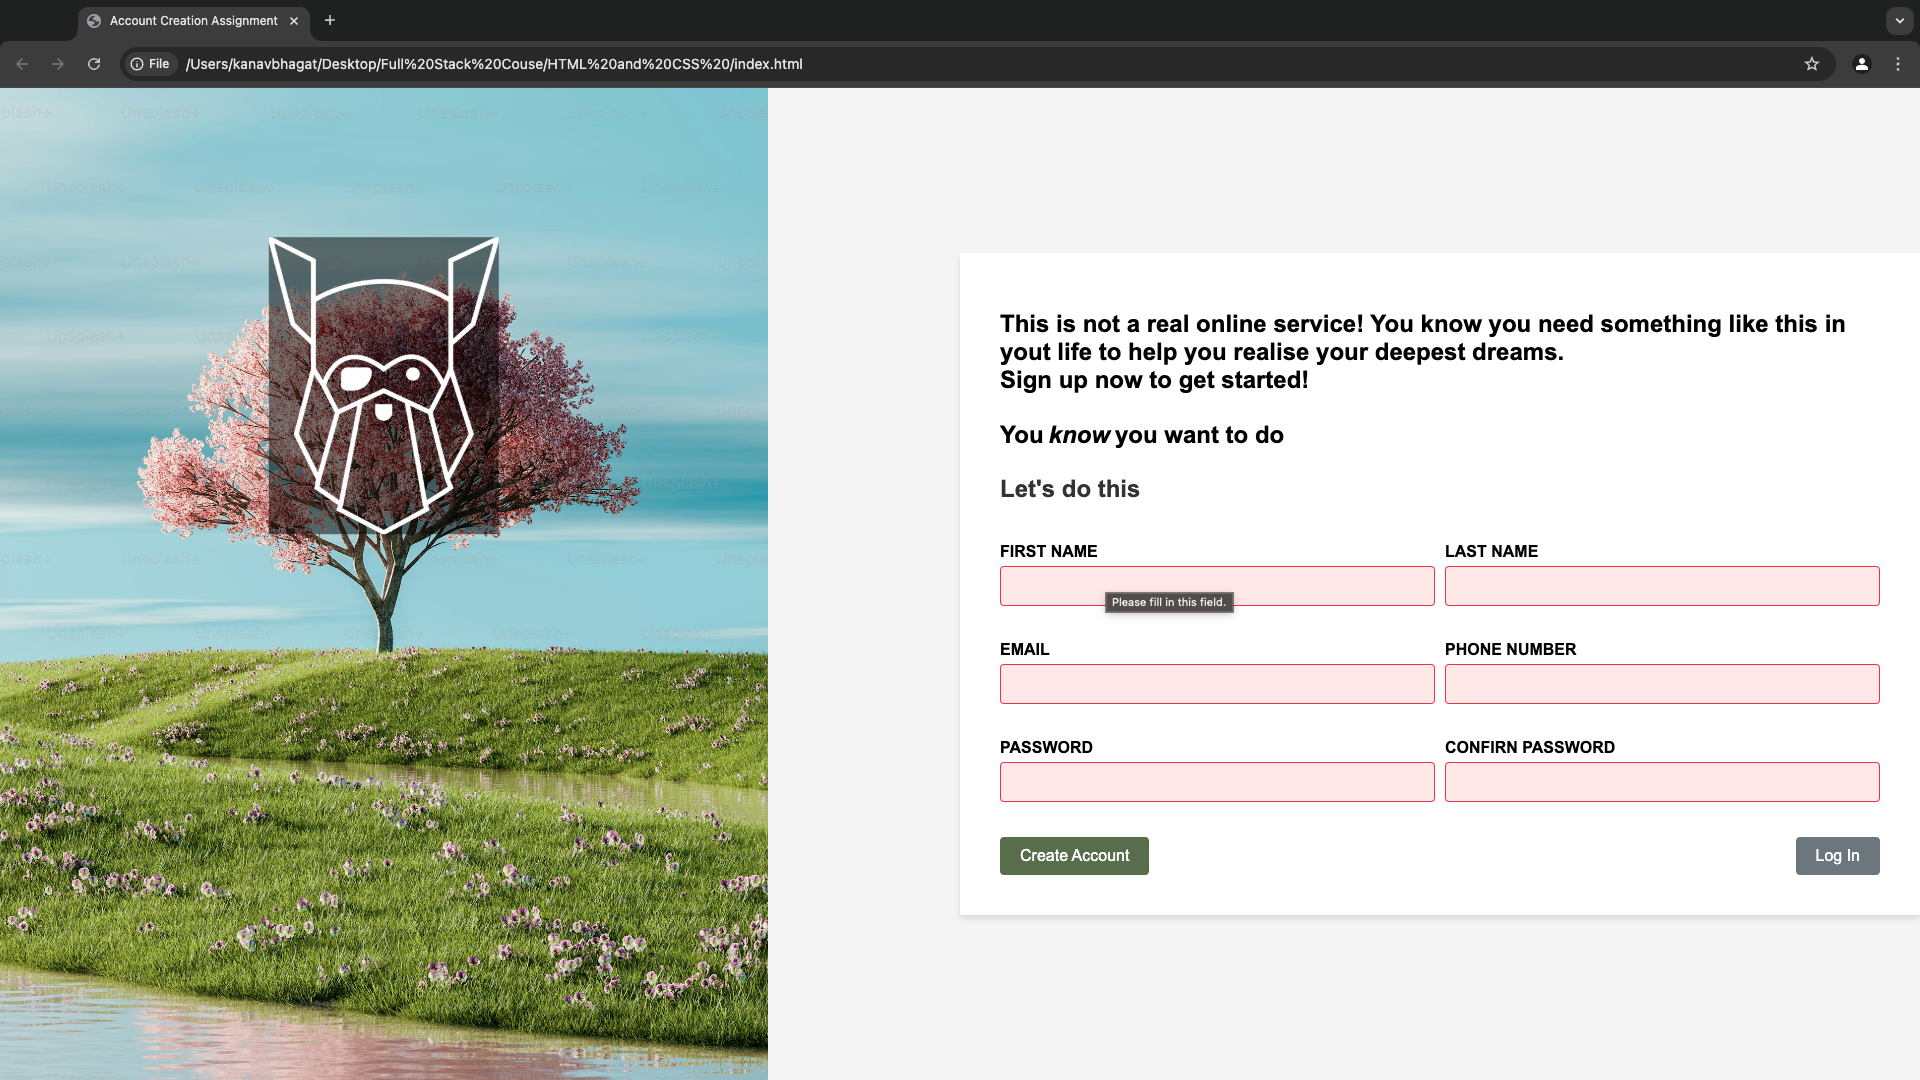 Account Creation Assignment
File
/Users/kanavbhagat/Desktop/Full%20Stack%20Couse/HTML%20and%20CSS%20/index.html
Unsplash+
This is not a real online service! You know you need something like this in
yout life to help you realise your deepest dreams.
Sign up now to get started!
You know you want to do
Let's do this
FIRST NAME
LAST NAME
Please fill in this field.
EMAIL
PHONE NUMBER
PASSWORD
CONFIRN PASSWORD
Create Account
Log In